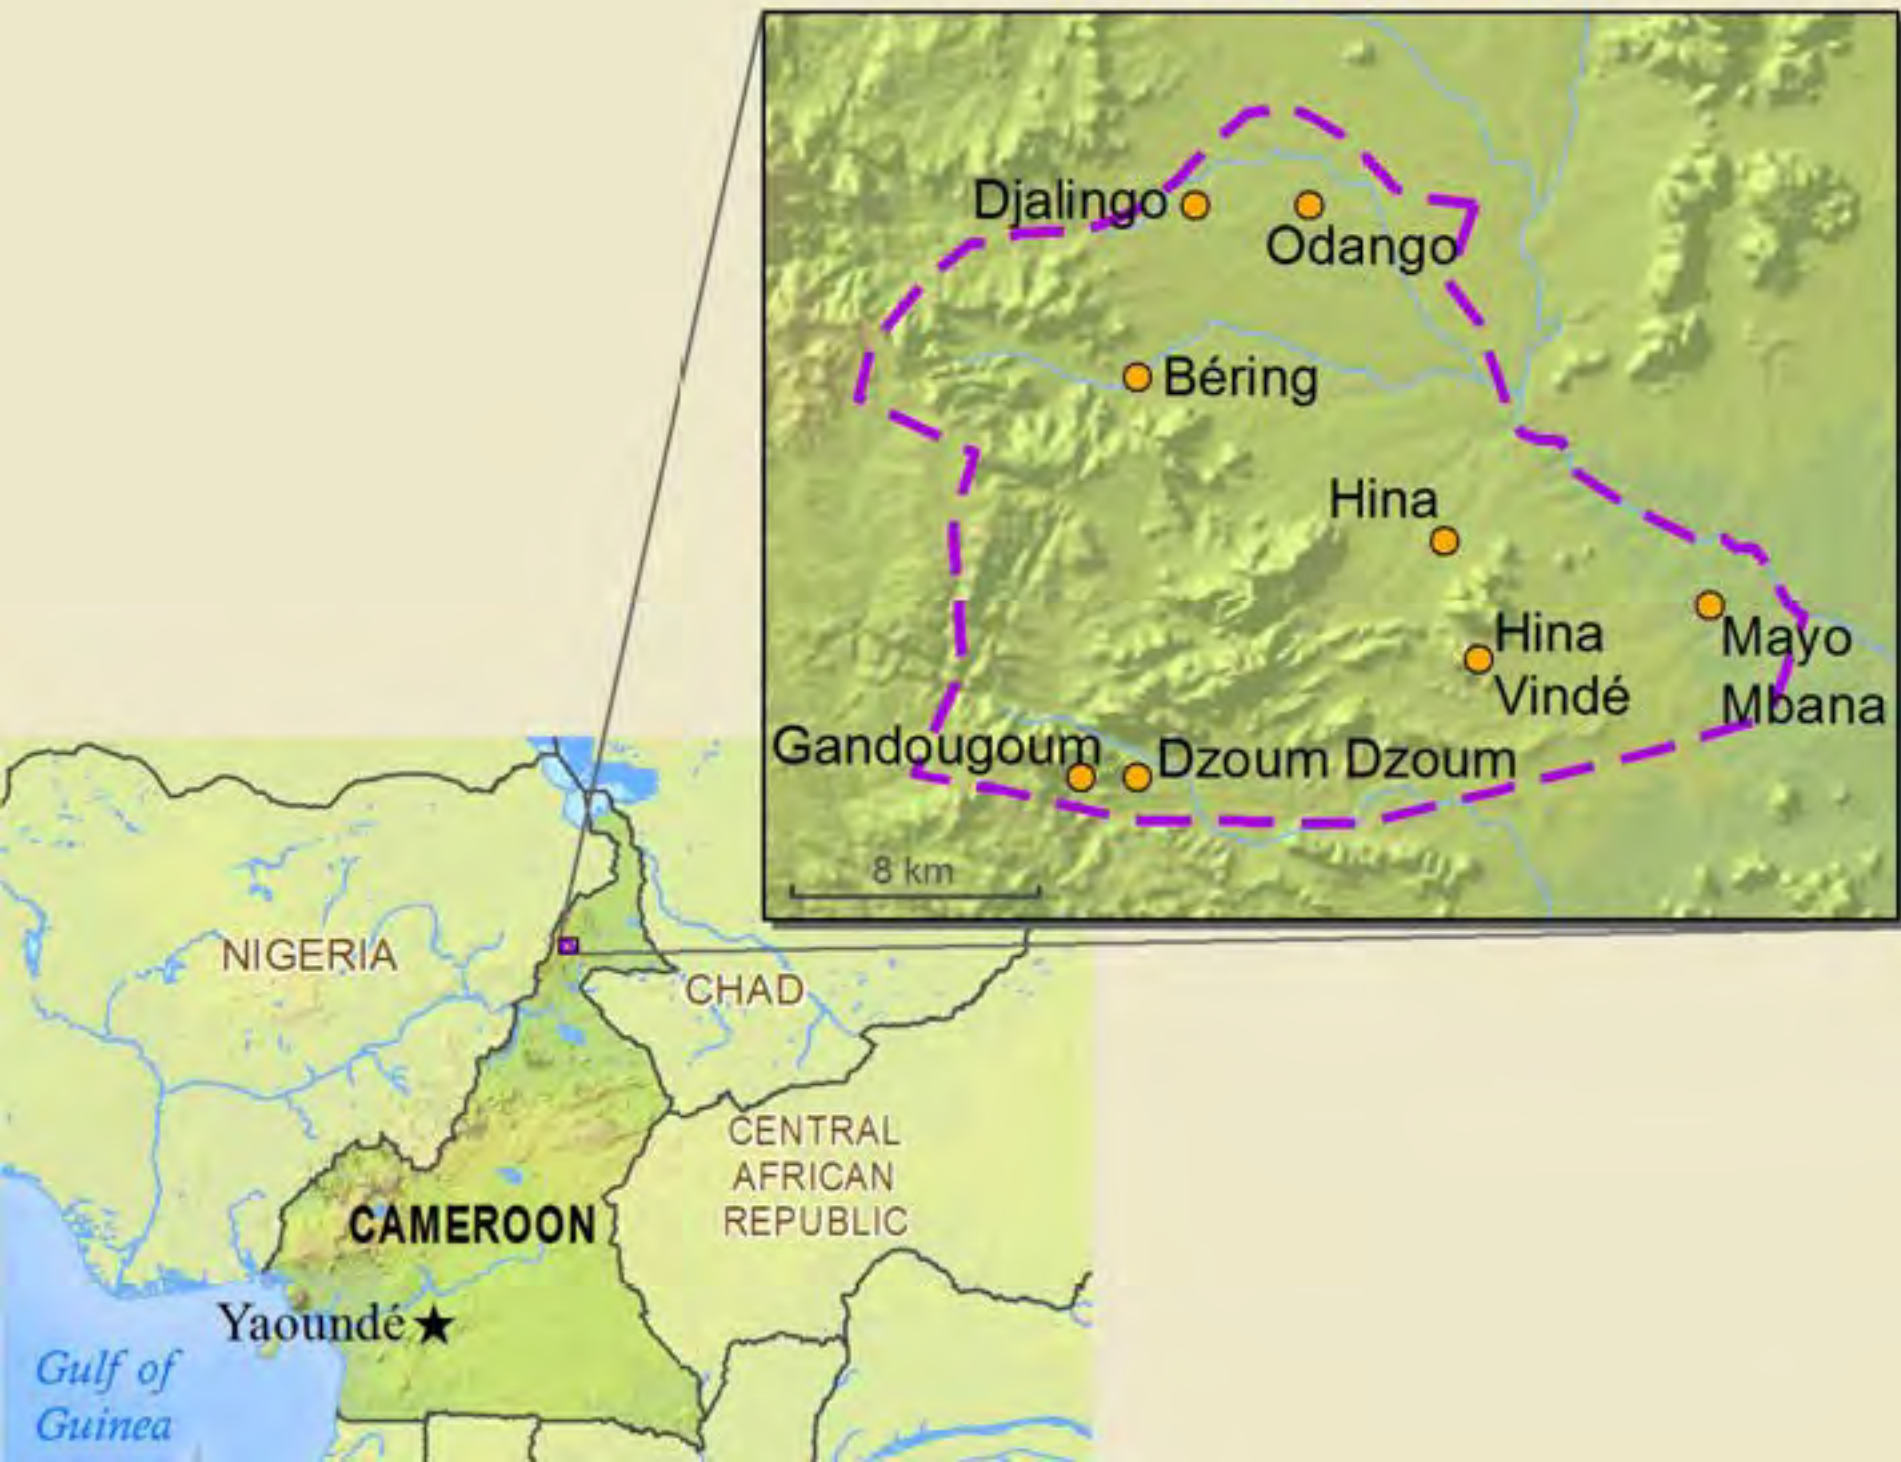 Djalingo
Odango
Béring
Hina
Hina
Vindé
Mayo
Mbana
Gandougoum
Dzoum Dzoum
8 km
NIGERIA
CHAD
CENTRAL
AFRICAN
REPUBLIC
CAMEROON
Yaoundé
Gulf of
Guinea